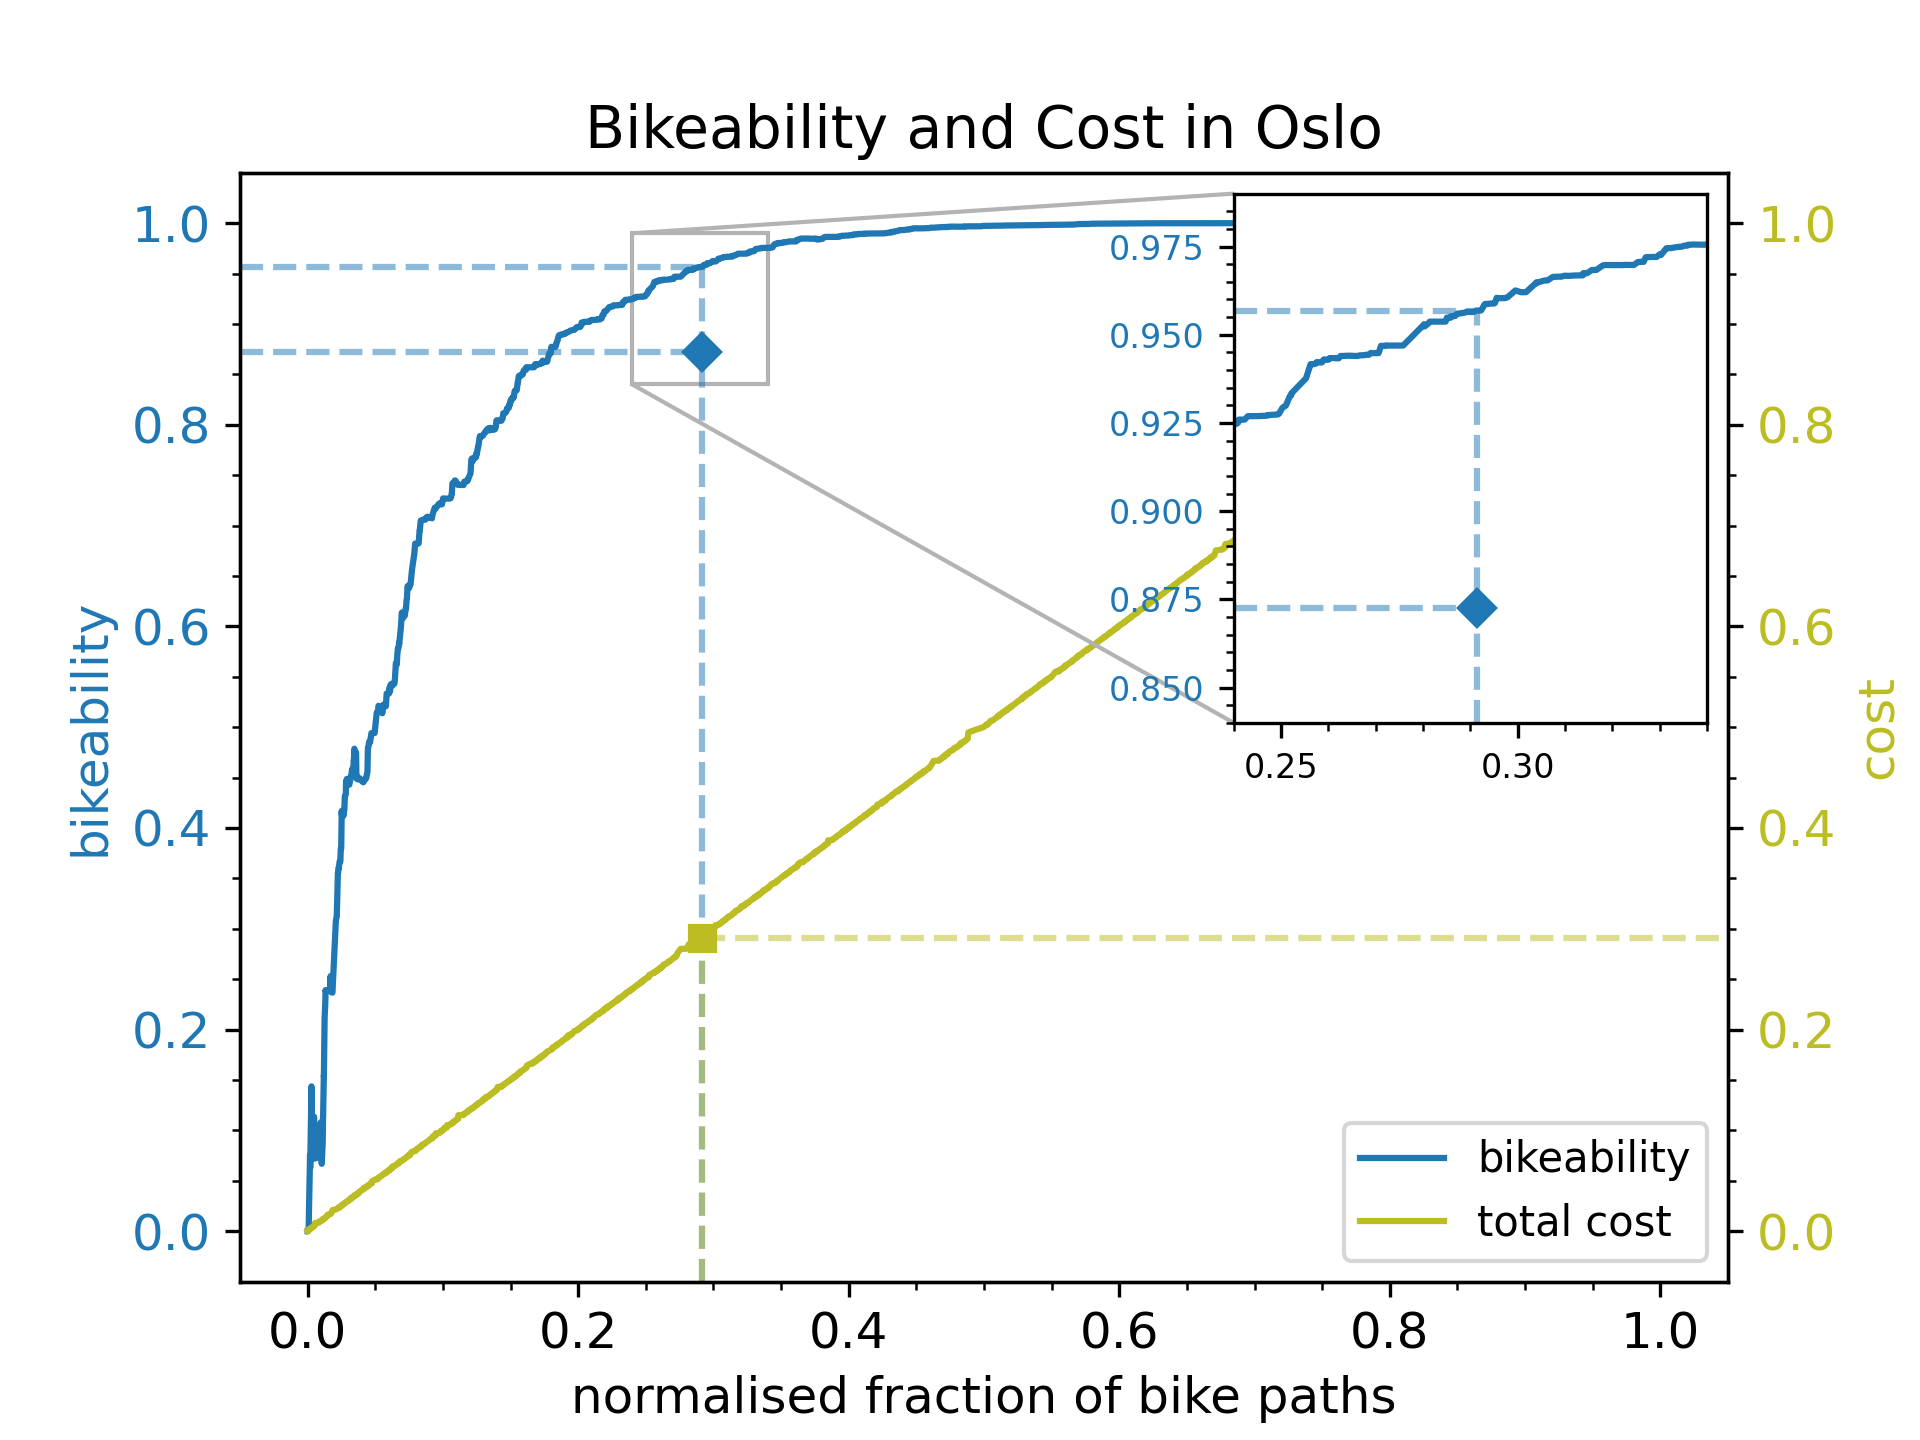 Bikeability and Cost in Oslo
1.0
0.8
0.6
0.4
0.2
0.0
bikeability
0.975
0.950
0.925
0.900
0.875
0.850
0.25 0.30
1.0
0.8
0.6
0.4
0.2
0.0
cost
bikeability
total cost
0.0 0.2 0.4 0.6 0.8 1.0
normalised fraction of bike paths